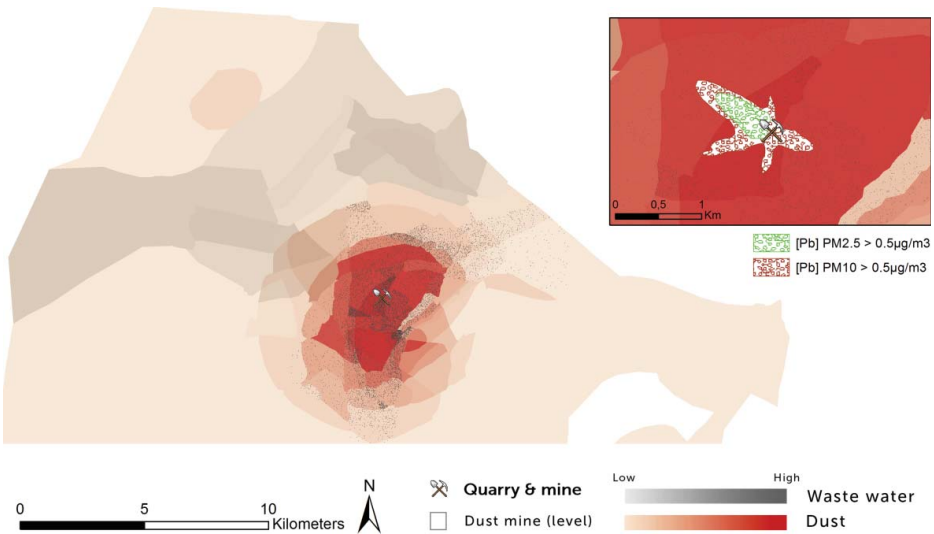 0 0,5 1
Km
[Pb] PM2.5 > 0.5µg/m3
[Pb] PM10 > 0.5µg/m3
0 5 10
Kilometers
N
Quarry & mine
Dust mine (level)
Low High
Waste water
Dust